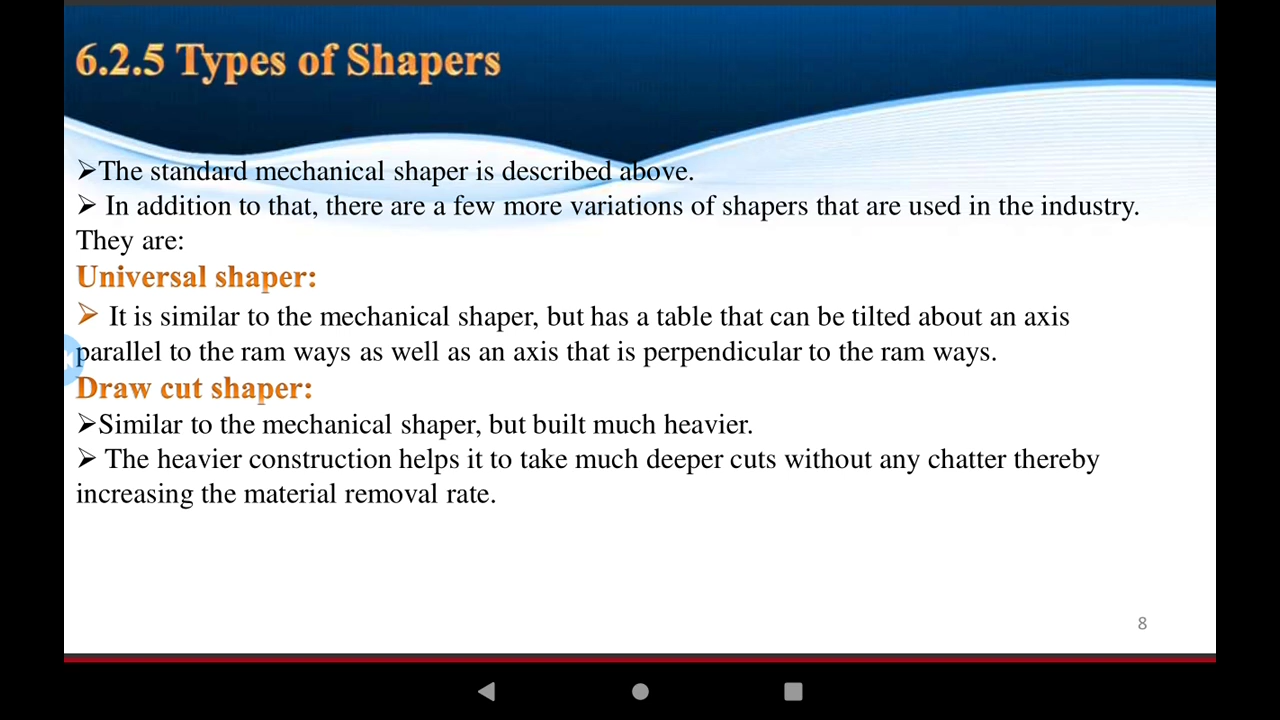 6.2.5 Types of Shapers
➢The standard mechanical shaper is described above.
➢ In addition to that, there are a few more variations of shapers that are used in the industry.
They are:
Universal shaper:
➢ It is similar to the mechanical shaper, but has a table that can be tilted about an axis
parallel to the ram ways as well as an axis that is perpendicular to the ram ways.
Draw cut shaper:
➢Similar to the mechanical shaper, but built much heavier.
➢ The heavier construction helps it to take much deeper cuts without any chatter thereby
increasing the material removal rate.
8